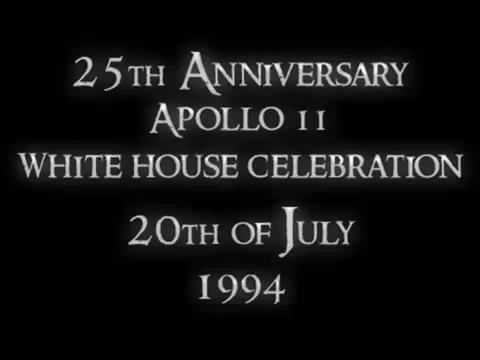 25th Anniversary
Apollo 11
White house celebration
20th of July
1994